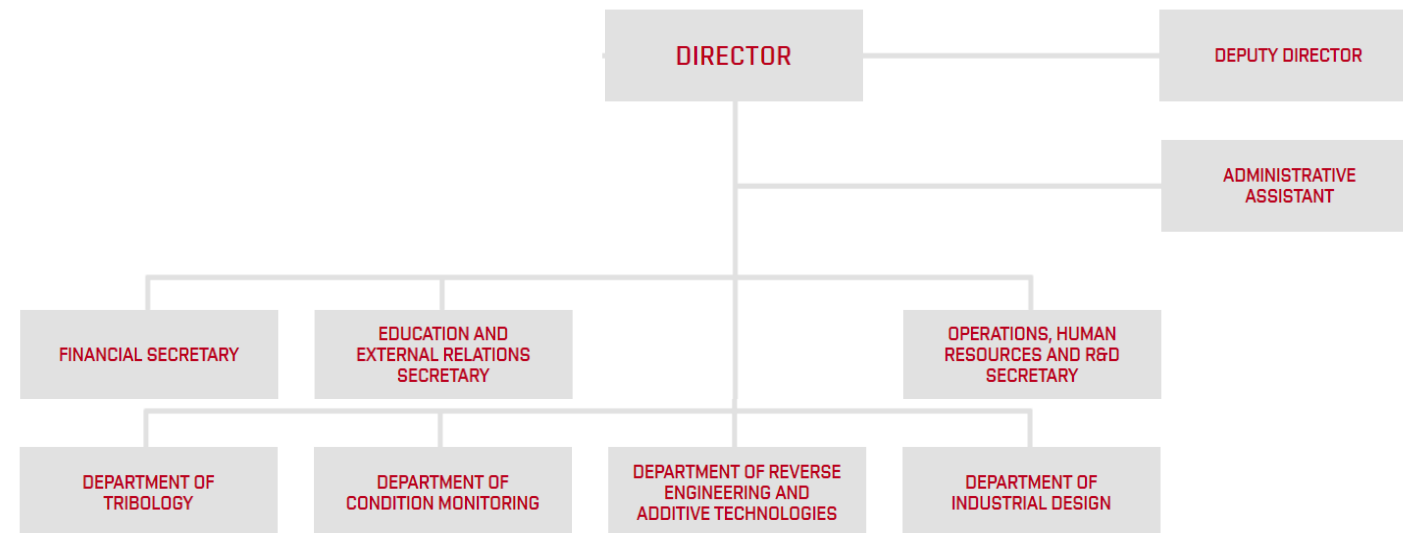 DIRECTOR
DEPUTY DIRECTOR
ADMINISTRATIVE
ASSISTANT
FINANCIAL SECRETARY
EDUCATION AND
EXTERNAL RELATIONS
SECRETARY
OPERATIONS, HUMAN
RESOURCES AND R&D
SECRETARY
DEPARTMENT OF
TRIBOLOGY
DEPARTMENT OF
CONDITION MONITORING
DEPARTMENT OF REVERSE
ENGINEERING AND
ADDITIVE TECHNOLOGIES
DEPARTMENT OF
INDUSTRIAL DESIGN